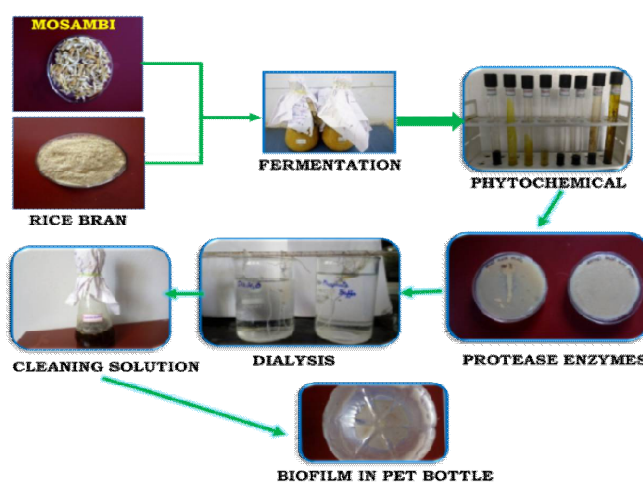 MOSAMBI
RICE BRAN
FERMENTATION
PHYTOCHEMICAL
PROTEASE ENZYMES
DIALYSIS
CLEANING SOLUTION
BIOFILM IN PET BOTTLE